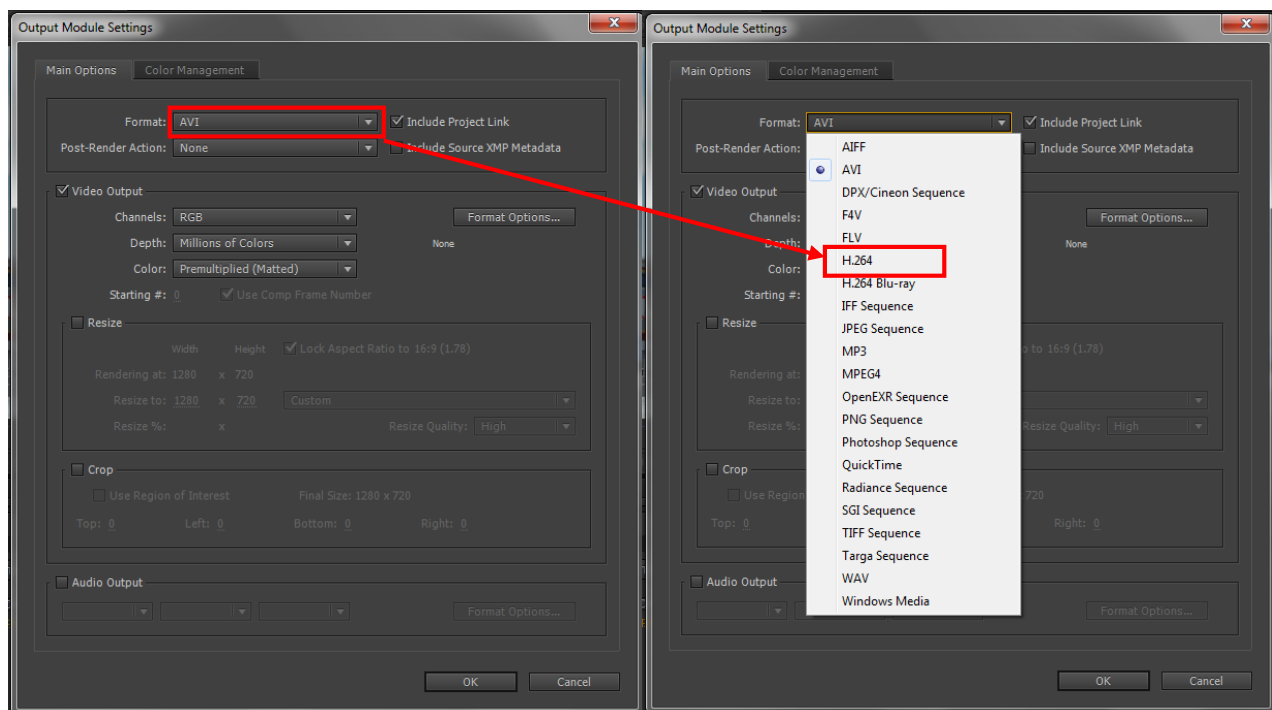 Output Module Settings
Main Options Color Management
Format: AVI Include Project Link
Post-Render Action: None Include Source XMP Metadata
Video Output
Channels: RGB Format Options...
Depth: Millions of Colors None
Color: Premultiplied (Matted)
Starting #: 0 Use Comp Frame Number
Resize
Width Height Lock Aspect Ratio to 16:9 (1.78)
Rendering at: 1280 x 720
Resize to: 1280 x 720 Custom
Resize %: x Resize Quality: High
Crop
Use Region of Interest Final Size: 1280 x 720
Top: 0 Left: 0 Bottom: 0 Right: 0
Audio Output
Format Options...
OK Cancel
Output Module Settings
Main Options Color Management
Format: AVI Include Project Link
Post-Render Action: Include Source XMP Metadata
Video Output
Channels: Format Options...
Depth: None
Color:
Starting #:
Resize
o to 16:9 (1.78)
Rendering at:
Resize to:
Resize %: Resize Quality: High
Crop
Use Region 720
Top: 0 Right: 0
Audio Output
Format Options...
OK Cancel
AIFF
AVI
DPX/Cineon Sequence
F4V
FLV
H.264
H.264 Blu-ray
IFF Sequence
JPEG Sequence
MP3
MPEG4
OpenEXR Sequence
PNG Sequence
Photoshop Sequence
QuickTime
Radiance Sequence
SGI Sequence
TIFF Sequence
Targa Sequence
WAV
Windows Media